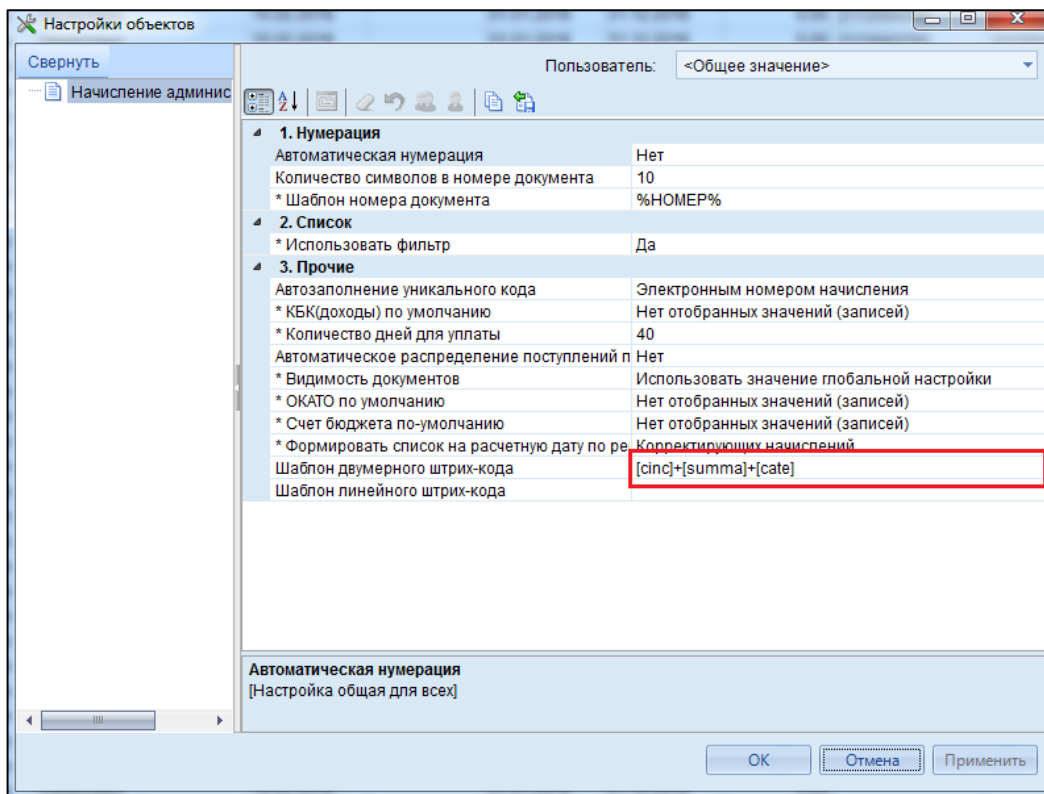 Настройки объектов
Свернуть
Пользователь: <Общее значение>
Начисление админис
1. Нумерация
Автоматическая нумерация Нет
Количество символов в номере документа 10
* Шаблон номера документа %НОМЕР%
2. Список
* Использовать фильтр Да
3. Прочие
Автозаполнение уникального кода Электронным номером начисления
* КБК(доходы) по умолчанию Нет отобранных значений (записей)
* Количество дней для уплаты 40
Автоматическое распределение поступлений п Нет
* Видимость документов Использовать значение глобальной настройки
* ОКАТО по умолчанию Нет отобранных значений (записей)
* Счет бюджета по-умолчанию Нет отобранных значений (записей)
* Формировать список на расчетную дату по ре Корректирующих начислений
Шаблон двумерного штрих-кода [cinc]+[summa]+[cate]
Шаблон линейного штрих-кода
Автоматическая нумерация
[Настройка общая для всех]
ОК Отмена Применить